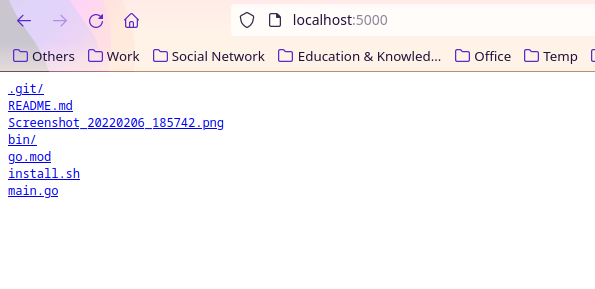 localhost:5000
Others Work Social Network Education & Knowled... Office Temp
.git/
README.md
Screenshot_20220206_185742.png
bin/
go.mod
install.sh
main.go